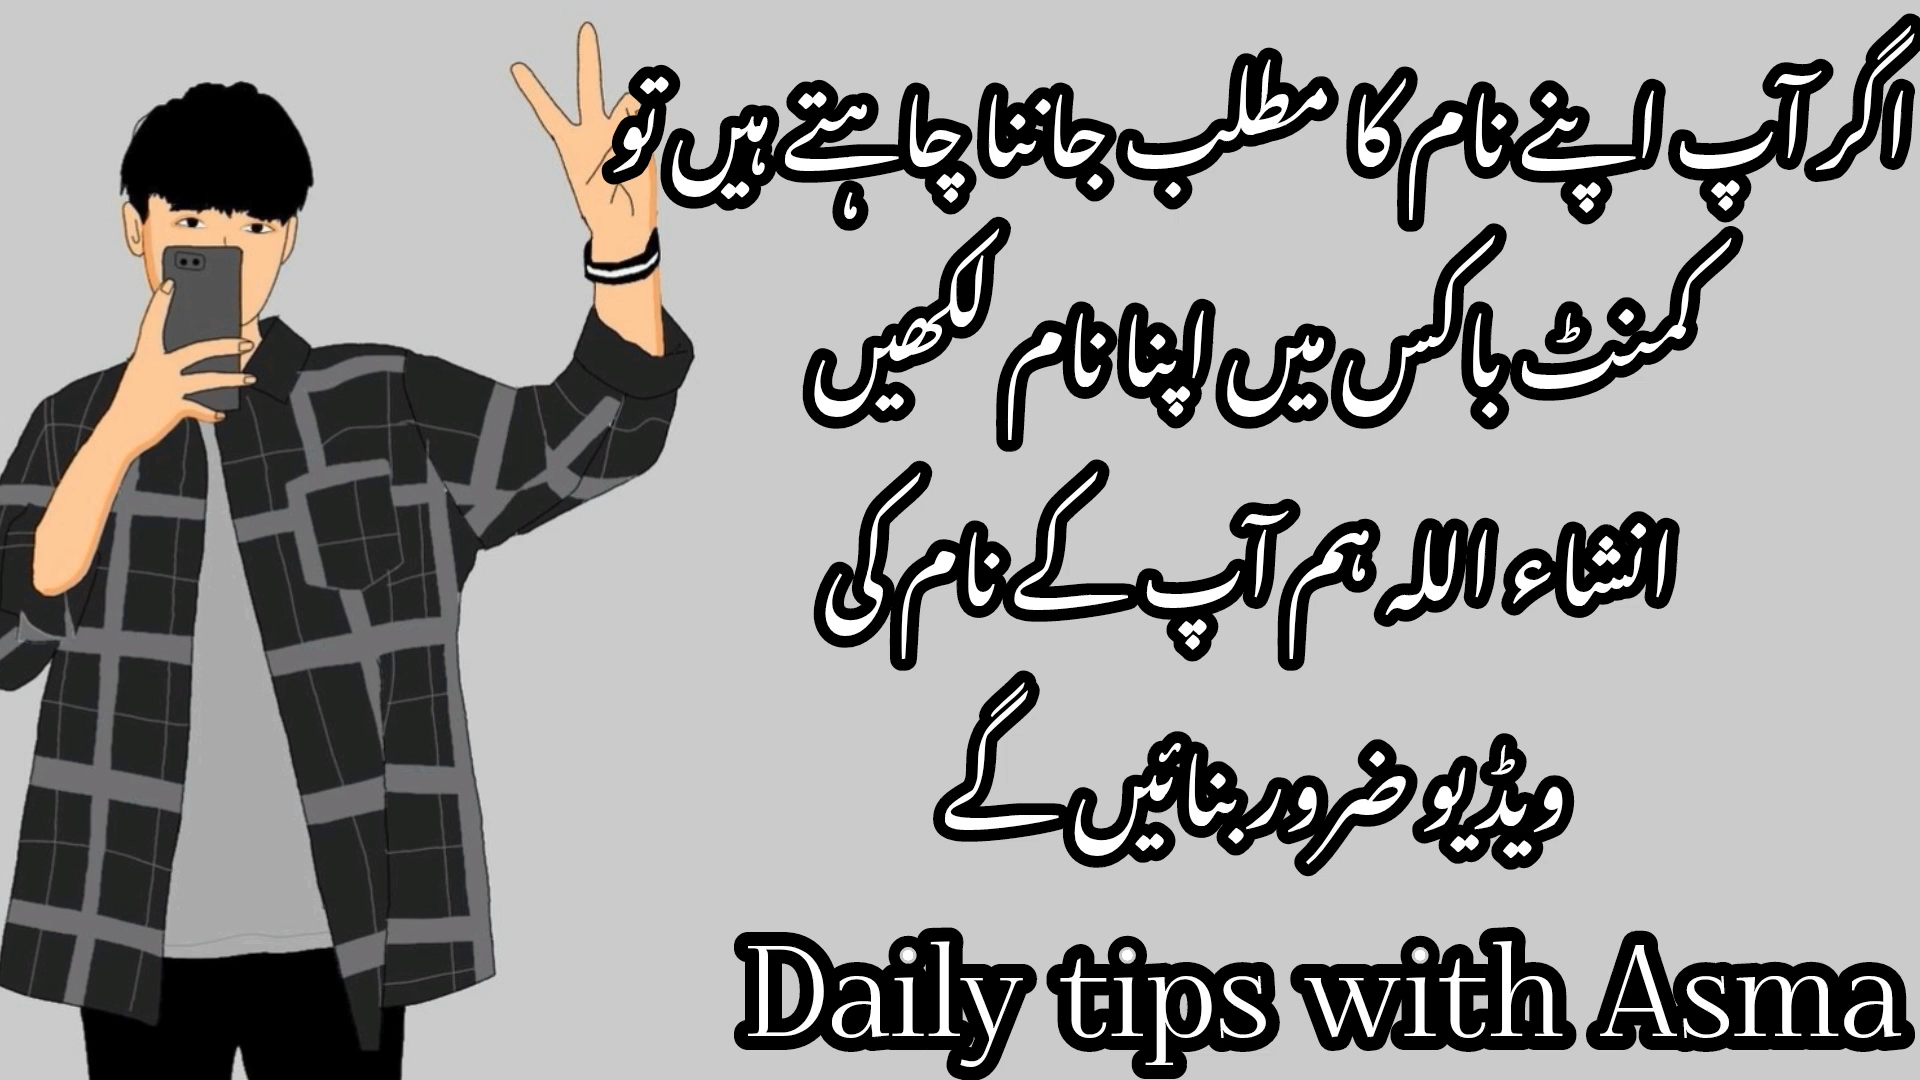 اگر آپ اپنے نام کا مطلب جاننا چاہتے ہیں تو
کمنٹ باکس میں اپنا نام لکھیں
انشاء اللہ ہم آپ کے نام کی
ویڈیو ضرور بنائیں گے
Daily tips with Asma